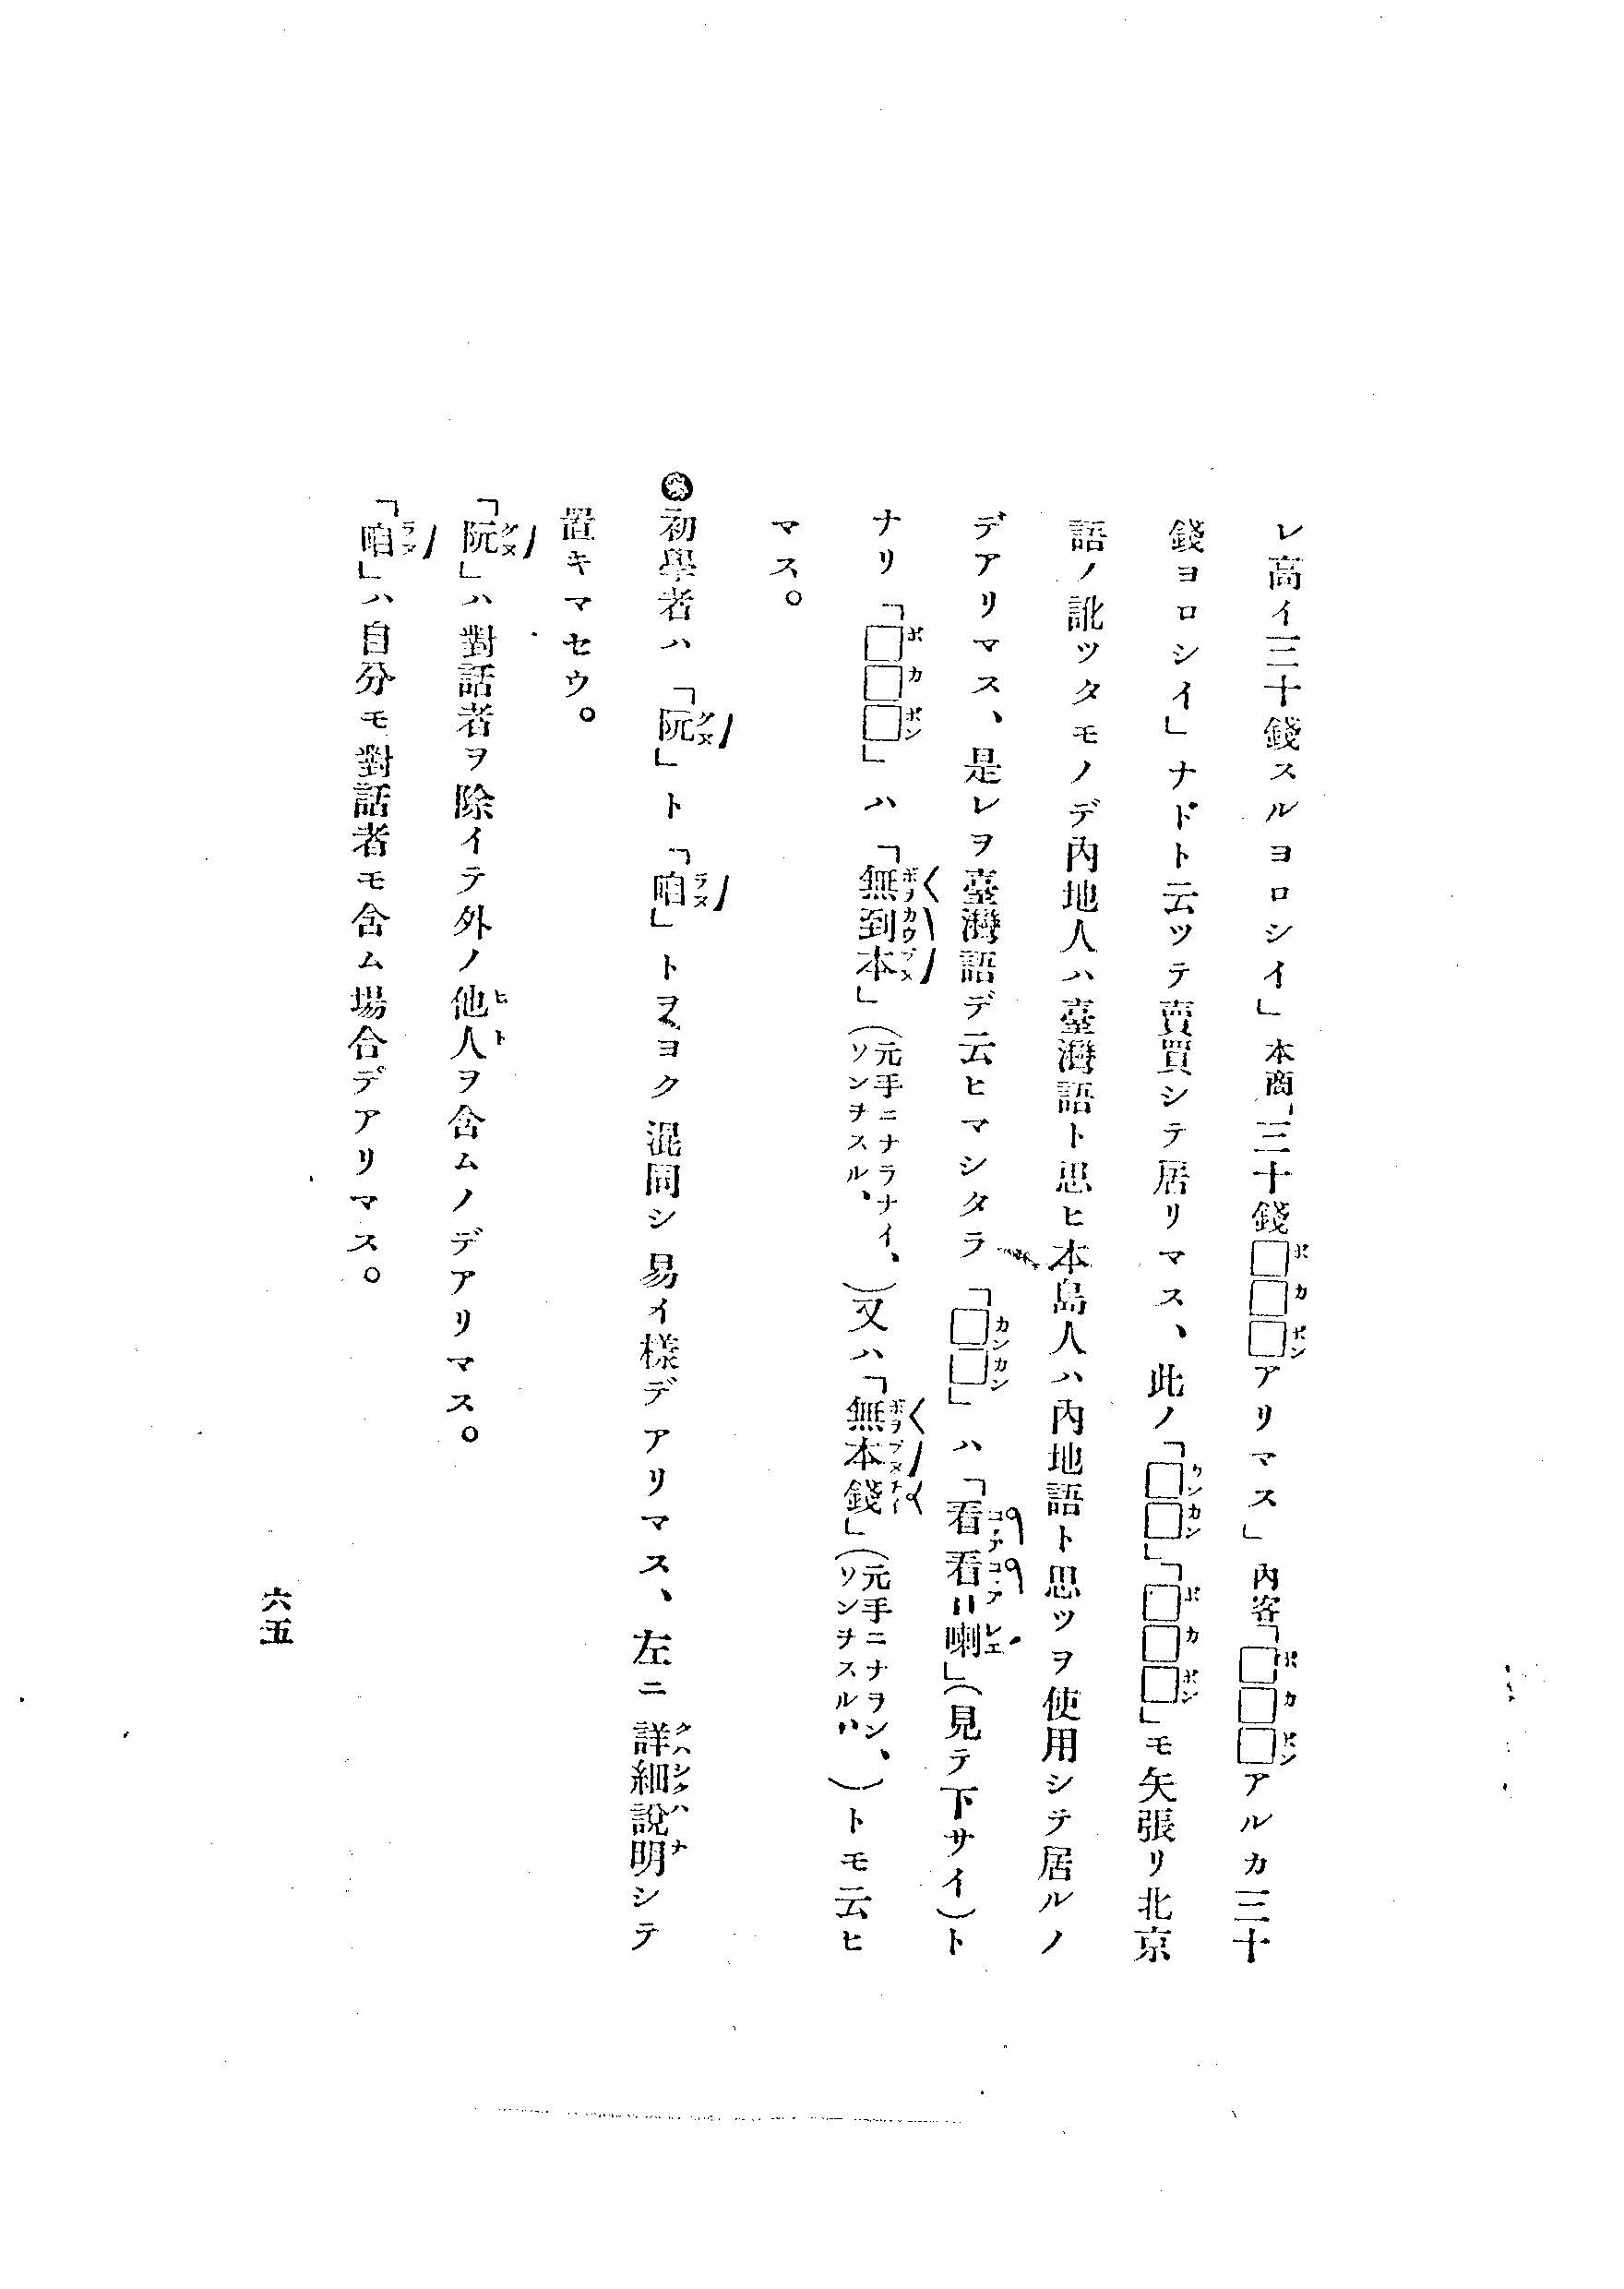 レ高イ三十錢スルヨロシイ」本商「三十錢□□□アリマス」內客「□□□アルカ三十
錢ヨロシイ」ナドト云ツテ賣買シテ居リマス、此ノ「□□」「□□□」モ矢張リ北京
語ノ訛ツタモノデ內地人ハ臺灣語ト思ヒ本島人ハ內地語ト思ツヲ使用シテ居ルノ
デアリマス、是レヲ臺灣語デ云ヒマシタラ「□□」ハ「看看〢喇」(見テ下サイ)ト
ナリ「□□□」ハ「無到本」(元手ニナラナイ、ソンヲスル、)又ハ「無本錢」(元手ニナヲン、ソンヲスル〃)トモ云ヒ
マス。
初學者ハ「阮」ト「咱」トヲヨク混同シ易イ樣デアリマス、左ニ詳細說明シテ
置キマセウ。
「阮」ハ對話者ヲ除イテ外ノ他人ヲ含ムノデアリマス。
「咱」ハ自分モ對話者モ含ム場合デアリマス。
六五